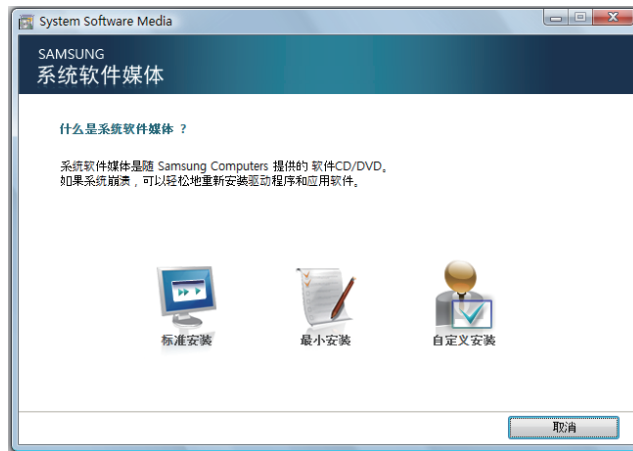 System Software Media
SAMSUNG
系统软件媒体
什么是系统软件媒体 ?
系统软件媒体是随 Samsung Computers 提供的 软件CD/DVD。
如果系统崩溃，可以轻松地重新安装驱动程序和应用软件。
标准安装
最小安装
自定义安装
取消